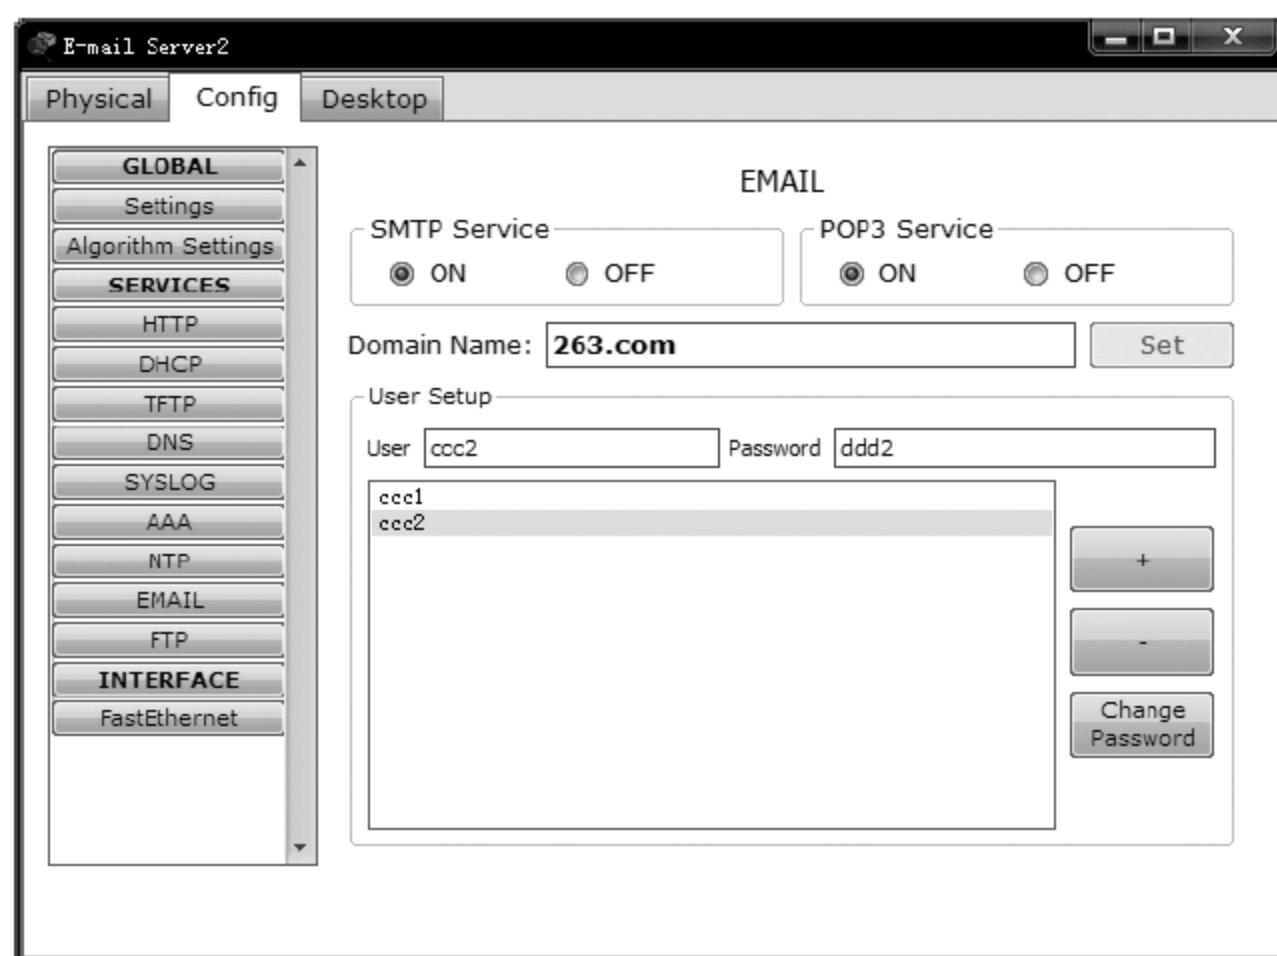 E-mail Server2
Physical Config Desktop
GLOBAL
Settings
Algorithm Settings
SERVICES
HTTP
DHCP
TFTP
DNS
SYSLOG
AAA
NTP
EMAIL
FTP
INTERFACE
FastEthernet
EMAIL
SMTP Service
ON OFF
POP3 Service
ON OFF
Domain Name: 263.com Set
User Setup
User ccc2 Password ddd2
ccc1
ccc2
+
-
Change
Password